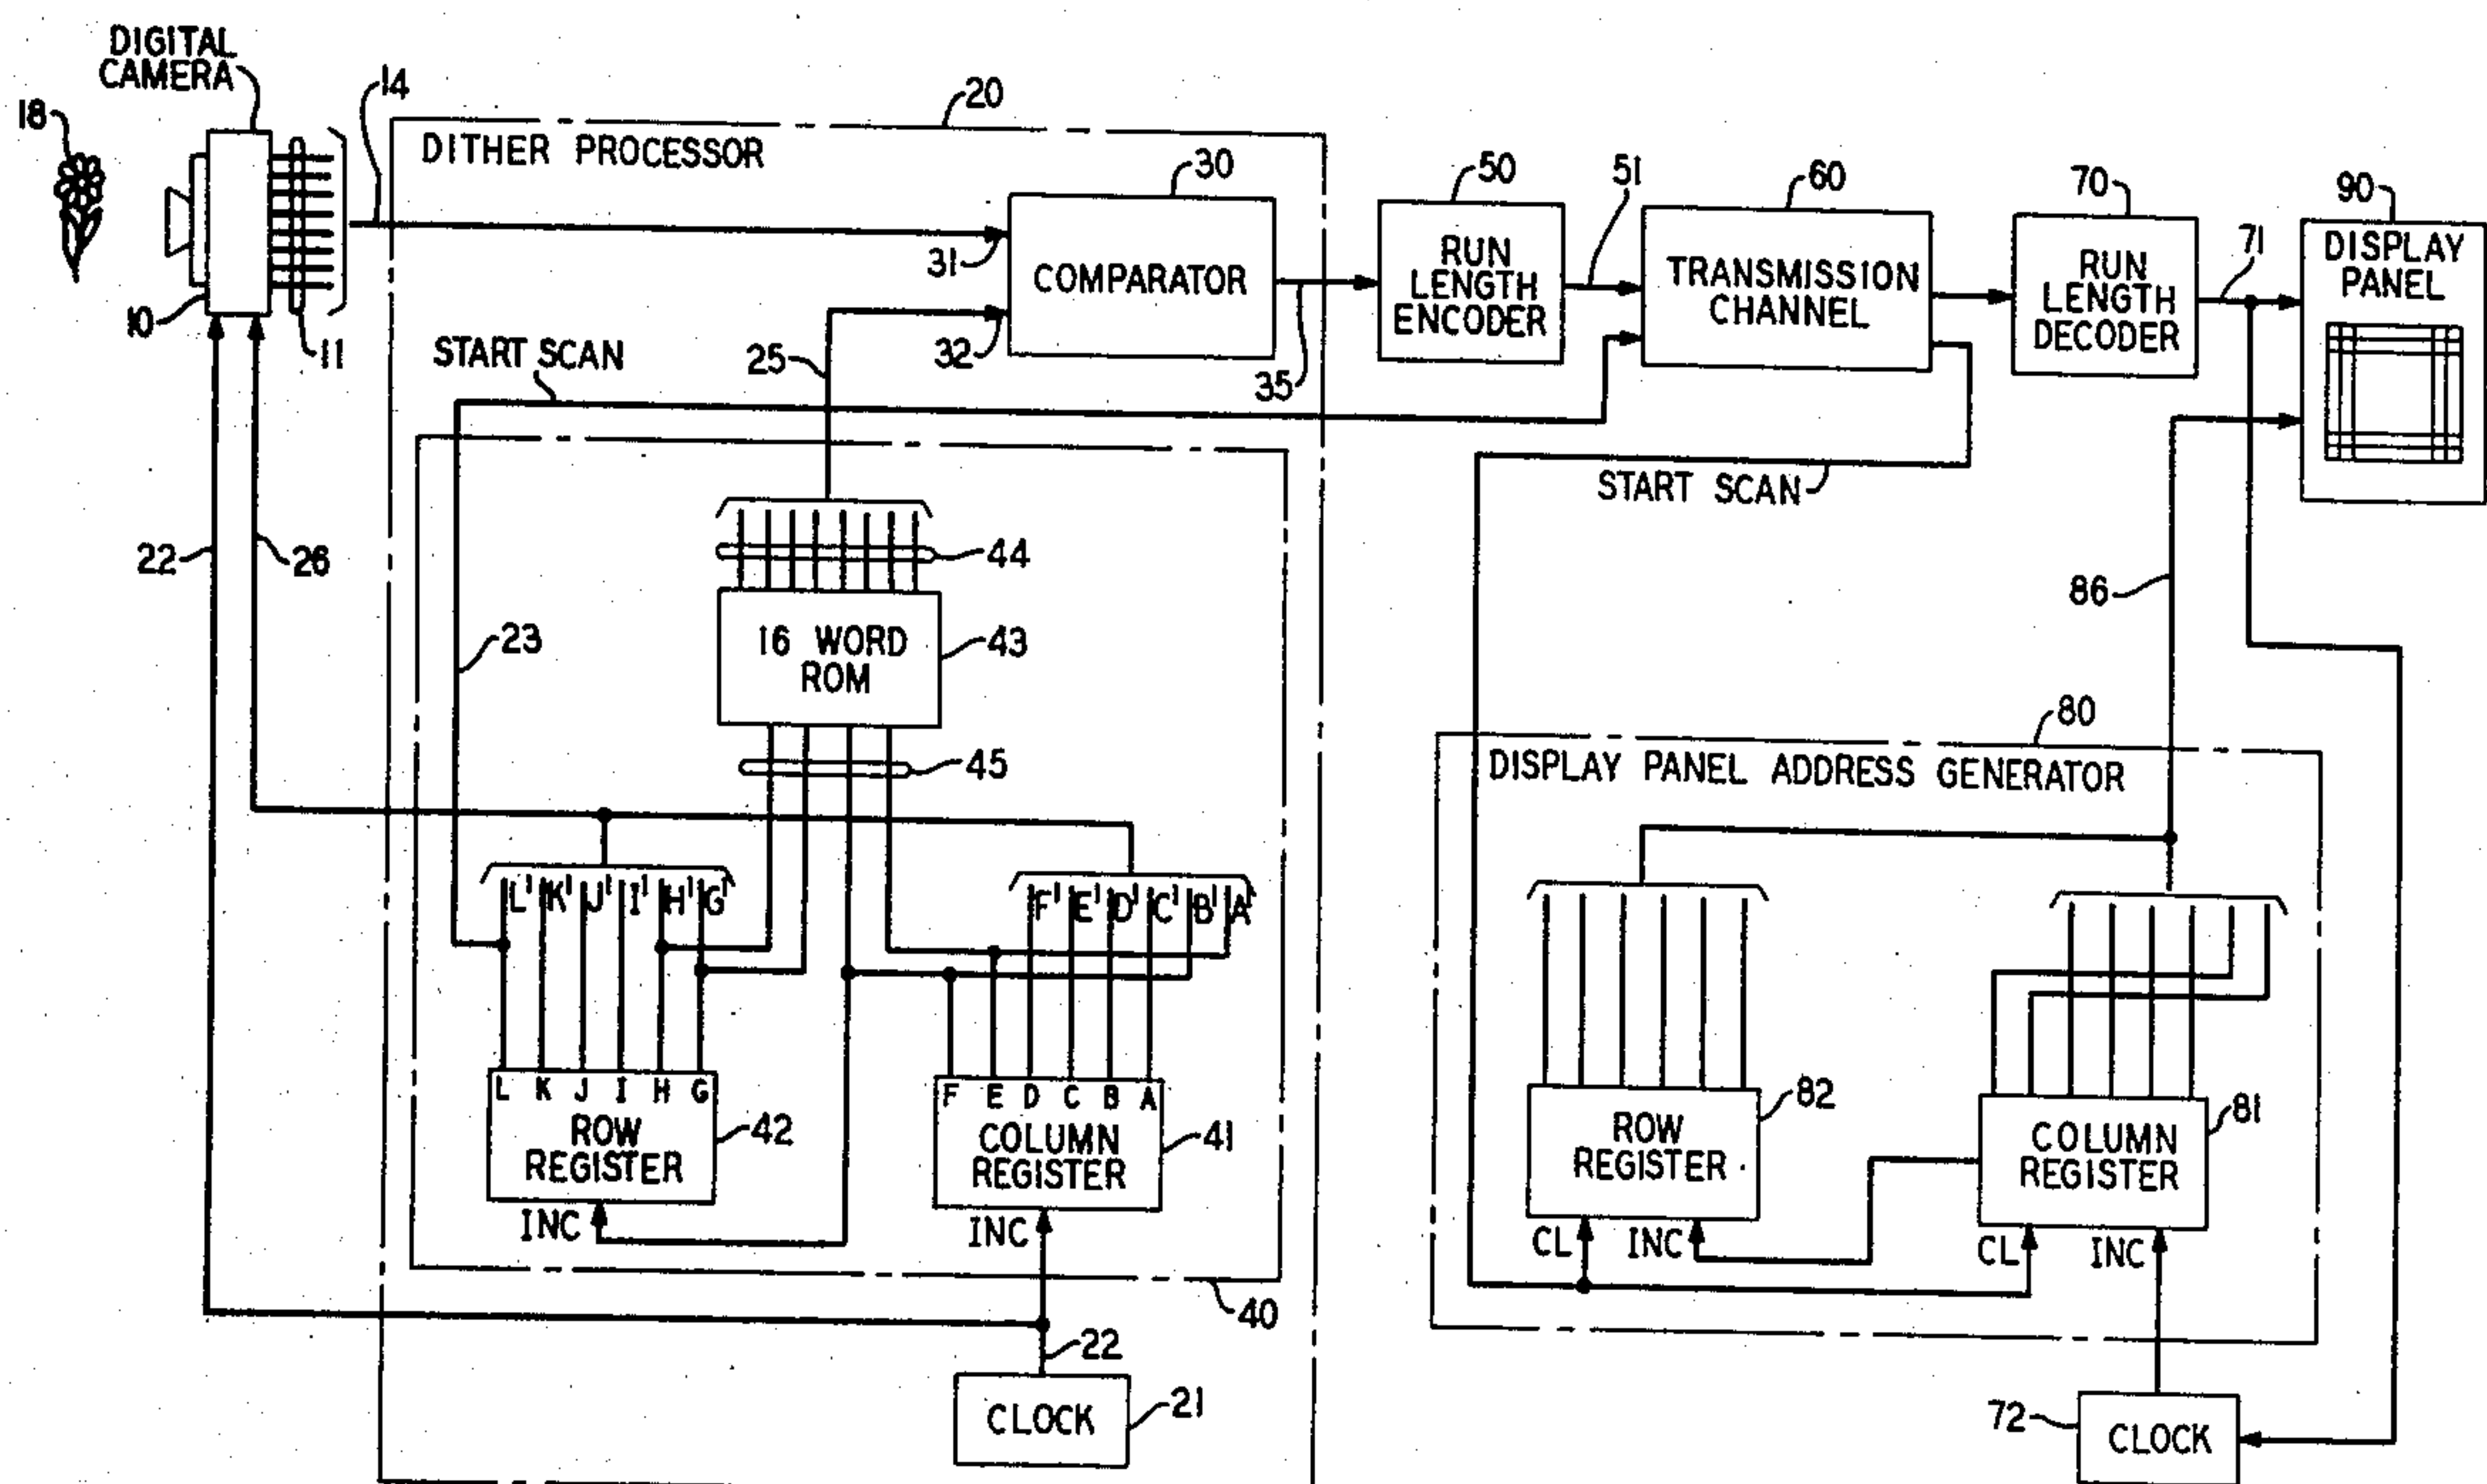 DIGITAL
CAMERA
18
14
20
DITHER PROCESSOR
30
31
COMPARATOR
32
35
50
RUN
LENGTH
ENCODER
51
60
TRANSMISSION
CHANNEL
70
RUN
LENGTH
DECODER
71
90
DISPLAY
PANEL
10
11
START SCAN
25
START SCAN
22
26
44
23
16 WORD
ROM
43
45
86
80
DISPLAY PANEL ADDRESS GENERATOR
L' K' J' I' H' G'
F' E' D' C' B' A'
L K J I H G
ROW
REGISTER
42
INC
F E D C B A
COLUMN
REGISTER
41
INC
40
22
CLOCK
21
ROW
REGISTER
82
CL INC
COLUMN
REGISTER
81
CL INC
72
CLOCK